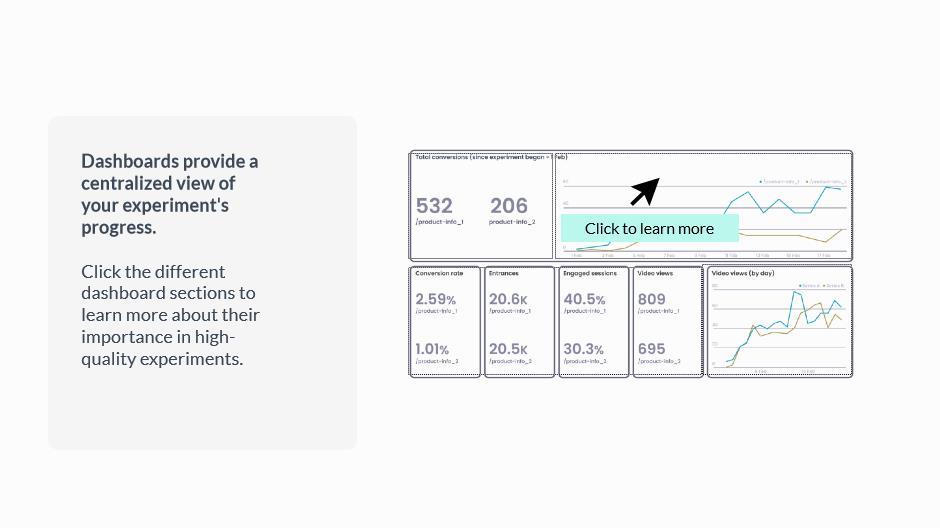 Dashboards provide a
centralized view of
your experiment's
progress.
Click the different
dashboard sections to
learn more about their
importance in high-
quality experiments.
Total conversions (since experiment began - 1 Feb)
532
206
/product-info_1
product-info_2
/product-info_1
Click to learn more
Conversion rate
2.59%
/product-info_1
1.01%
/product-info_2
Entrances
20.6K
/product-info_1
20.5K
/product-info_2
Engaged sessions
40.5%
/product-info_1
30.3%
/product-info_2
Video views
809
/product-info_1
695
/product-info_2
Video views (by day)